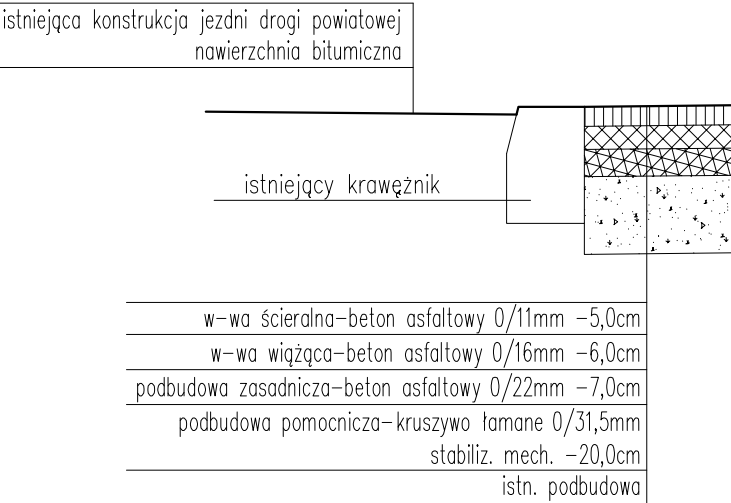 istniejąca konstrukcja jezdni drogi powiatowej
nawierzchnia bitumiczna
istniejący krawężnik
w-wa ścieralna-beton asfaltowy 0/11mm -5,0cm
w-wa wiążąca-beton asfaltowy 0/16mm -6,0cm
podbudowa zasadnicza-beton asfaltowy 0/22mm -7,0cm
podbudowa pomocnicza-kruszywo łamane 0/31,5mm
stabiliz. mech. -20,0cm
istn. podbudowa